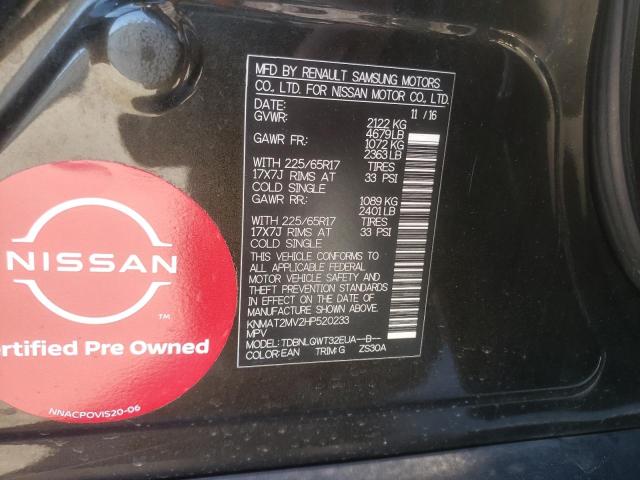 MFD BY RENAULT SAMSUNG MOTORS
CO., LTD. FOR NISSAN MOTOR CO., LTD.
DATE: 11 / 16
GVWR: 2122 KG
4679LB
GAWR FR: 1072 KG
2363LB
WITH 225/65R17 TIRES
17X7J RIMS AT 33 PSI
COLD SINGLE
GAWR RR: 1089 KG
2401LB
WITH 225/65R17 TIRES
17X7J RIMS AT 33 PSI
COLD SINGLE
THIS VEHICLE CONFORMS TO
ALL APPLICABLE FEDERAL
MOTOR VEHICLE SAFETY AND
THEFT PREVENTION STANDARDS
IN EFFECT ON THE DATE OF
MANUFACTURE SHOWN ABOVE.
KNMAT2MV2HP520233
MPV
MODEL: TDBNLQWT32EUA--B--
COLOR: EAN TRIM G ZS30A
NISSAN
TM
ertified Pre Owned
NNACPOVIS20-06